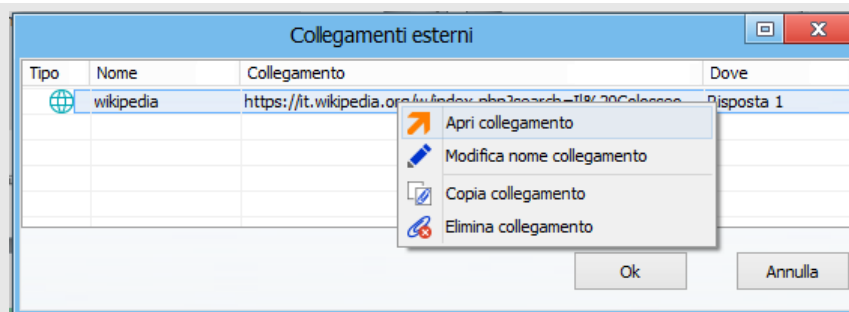 Collegamenti esterni
Tipo Nome Collegamento Dove
wikipedia https://it.wikipedia.org/w/index.php?search=Il%20Colosseo Risposta 1
Apri collegamento
Modifica nome collegamento
Copia collegamento
Elimina collegamento
Ok Annulla